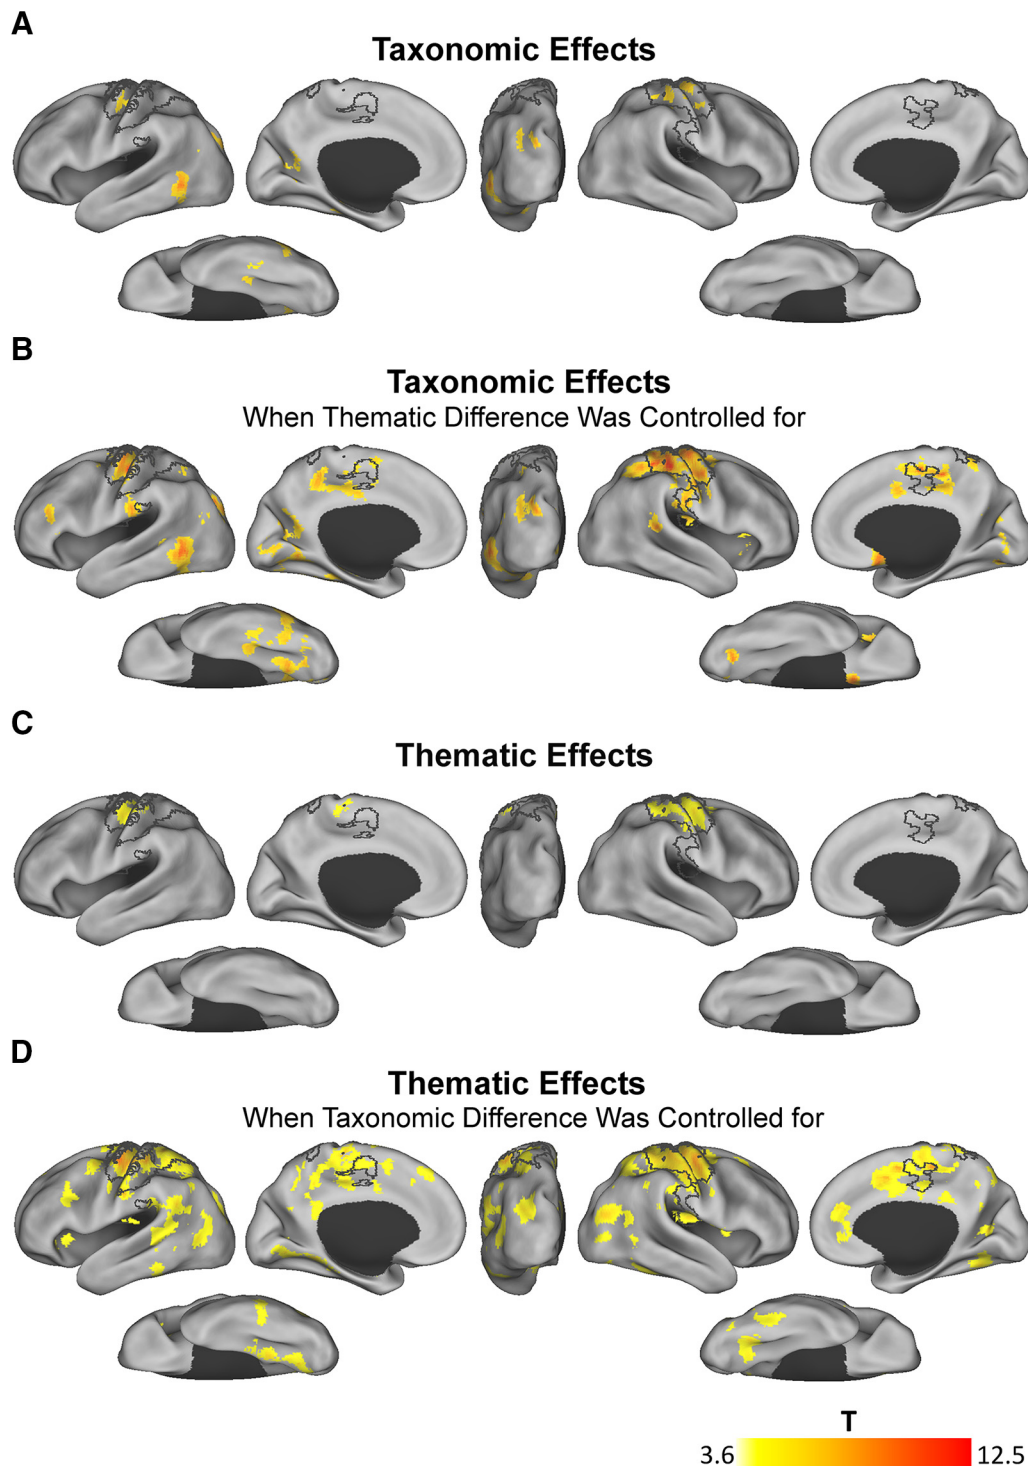 A
Taxonomic Effects
B
Taxonomic Effects
When Thematic Difference Was Controlled for
C
Thematic Effects
D
Thematic Effects
When Taxonomic Difference Was Controlled for
T
3.6 12.5